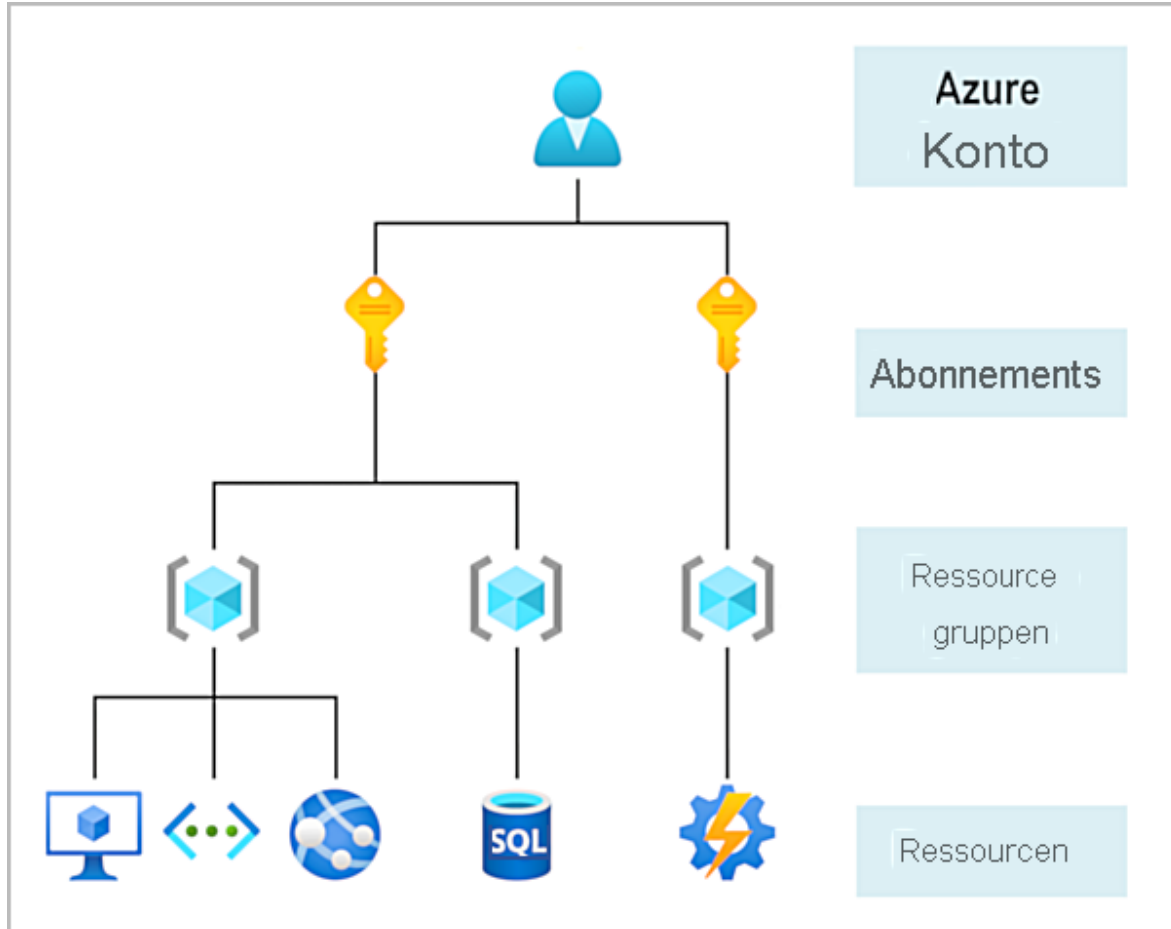 Azure
Konto
Abonnements
Ressource
gruppen
SQL
Ressourcen